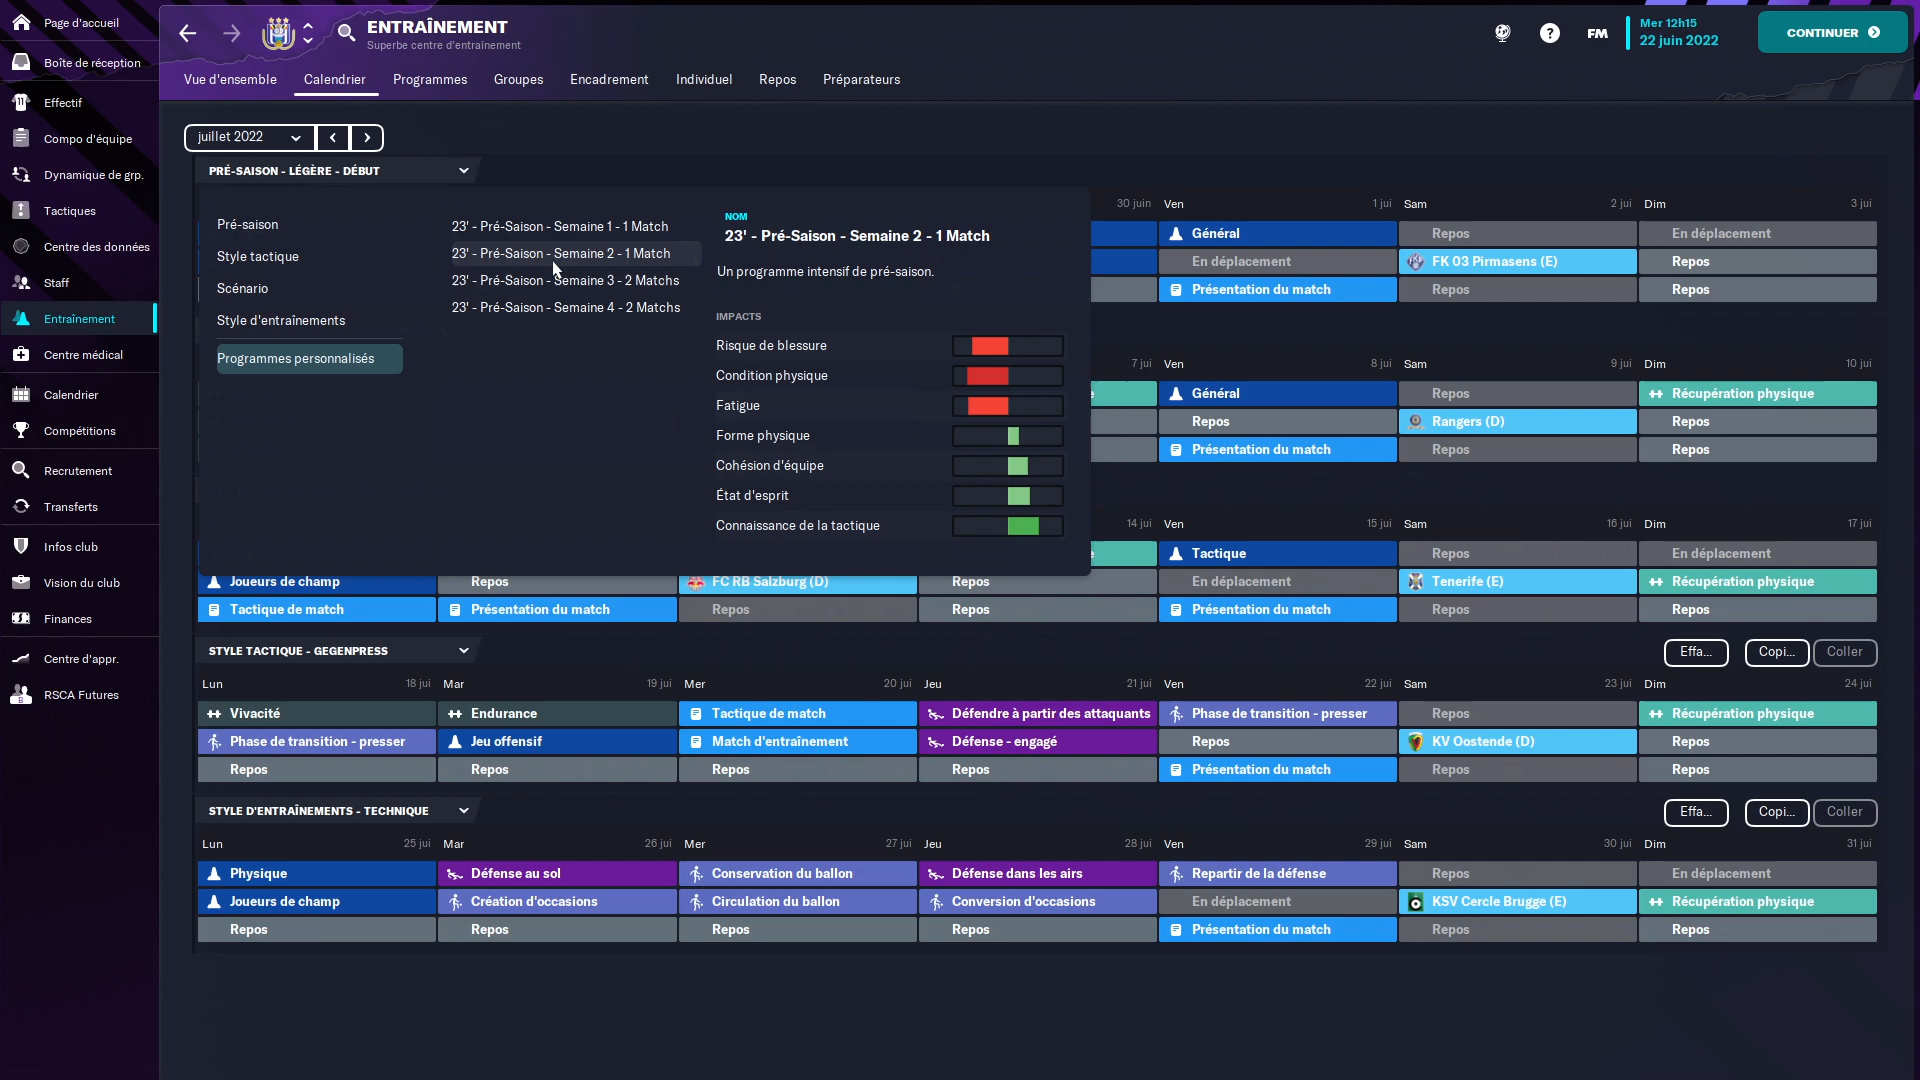 Page d'accueil
Boîte de réception
Effectif
Compo d'équipe
Dynamique de grp.
Tactiques
Centre des données
Staff
Entraînement
Centre médical
Calendrier
Compétitions
Recrutement
Transferts
Infos club
Vision du club
Finances
Centre d'appr.
RSCA Futures
ENTRAÎNEMENT
Superbe centre d'entraînement
FM
Mer 12h15
22 juin 2022
CONTINUER
Vue d'ensemble Calendrier Programmes Groupes Encadrement Individuel Repos Préparateurs
juillet 2022
PRÉ-SAISON - LÉGÈRE - DÉBUT
Pré-saison
Style tactique
Scénario
Style d'entraînements
Programmes personnalisés
23' - Pré-Saison - Semaine 1 - 1 Match
23' - Pré-Saison - Semaine 2 - 1 Match
23' - Pré-Saison - Semaine 3 - 2 Matchs
23' - Pré-Saison - Semaine 4 - 2 Matchs
NOM
23' - Pré-Saison - Semaine 2 - 1 Match
Un programme intensif de pré-saison.
IMPACTS
Risque de blessure
Condition physique
Fatigue
Forme physique
Cohésion d'équipe
État d'esprit
Connaissance de la tactique
30 juin Ven 1 jui Sam 2 jui Dim 3 jui
Général Repos En déplacement
En déplacement FK 03 Pirmasens (E) Repos
Présentation du match Repos Repos
7 jui Ven 8 jui Sam 9 jui Dim 10 jui
Général Repos Récupération physique
Repos Rangers (D) Repos
Présentation du match Repos Repos
14 jui Ven 15 jui Sam 16 jui Dim 17 jui
Tactique Repos En déplacement
Joueurs de champ Repos FC RB Salzburg (D) Repos En déplacement Tenerife (E) Récupération physique
Tactique de match Présentation du match Repos Repos Présentation du match Repos Repos
STYLE TACTIQUE - GEGENPRESS Effa... Copi... Coller
Lun 18 jui Mar 19 jui Mer 20 jui Jeu 21 jui Ven 22 jui Sam 23 jui Dim 24 jui
Vivacité Endurance Tactique de match Défendre à partir des attaquants Phase de transition - presser Repos Récupération physique
Phase de transition - presser Jeu offensif Match d'entraînement Défense - engagé Repos KV Oostende (D) Repos
Repos Repos Repos Repos Présentation du match Repos Repos
STYLE D'ENTRAÎNEMENTS - TECHNIQUE Effa... Copi... Coller
Lun 25 jui Mar 26 jui Mer 27 jui Jeu 28 jui Ven 29 jui Sam 30 jui Dim 31 jui
Physique Défense au sol Conservation du ballon Défense dans les airs Repartir de la défense Repos En déplacement
Joueurs de champ Création d'occasions Circulation du ballon Conversion d'occasions En déplacement KSV Cercle Brugge (E) Récupération physique
Repos Repos Repos Repos Présentation du match Repos Repos